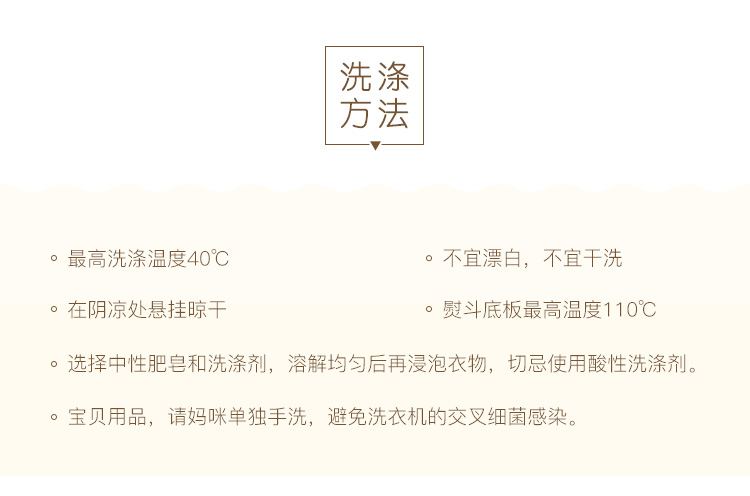 洗涤
方法
最高洗涤温度40℃
不宜漂白，不宜干洗
在阴凉处悬挂晾干
熨斗底板最高温度110℃
选择中性肥皂和洗涤剂，溶解均匀后再浸泡衣物，切忌使用酸性洗涤剂。
宝贝用品，请妈咪单独手洗，避免洗衣机的交叉细菌感染。